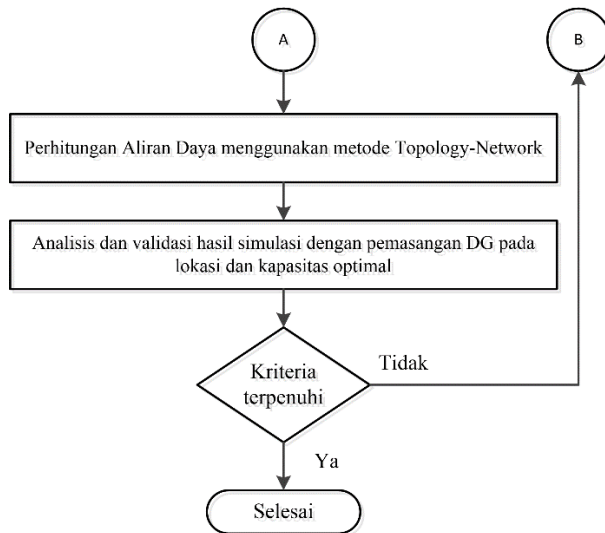 A
B
Perhitungan Aliran Daya menggunakan metode Topology-Network
Analisis dan validasi hasil simulasi dengan pemasangan DG pada
lokasi dan kapasitas optimal
Kriteria
terpenuhi
Tidak
Ya
Selesai